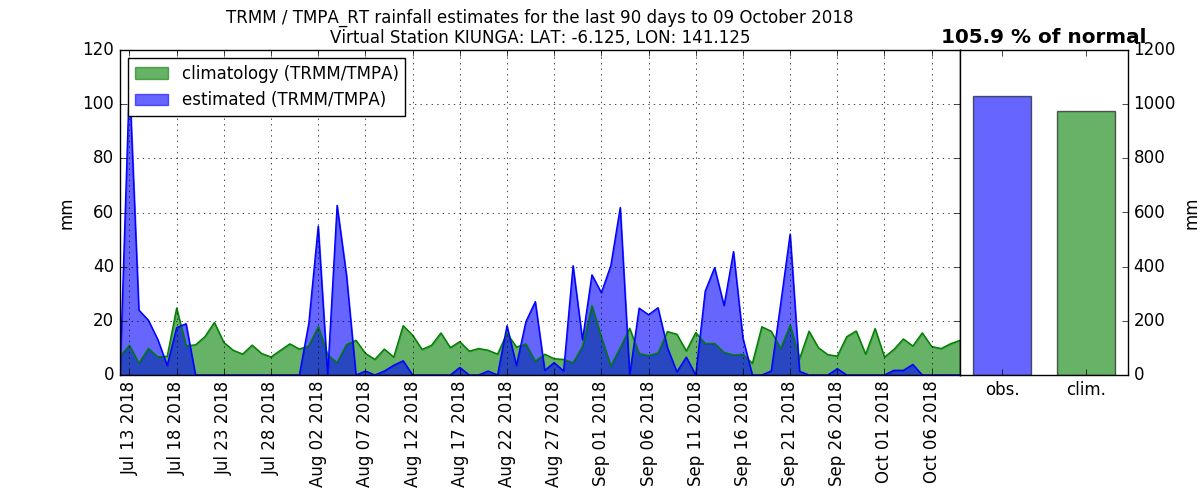 TRMM / TMPA_RT rainfall estimates for the last 90 days to 09 October 2018
Virtual Station KIUNGA: LAT: -6.125, LON: 141.125
105.9 % of normal
climatology (TRMM/TMPA)
estimated (TRMM/TMPA)
120
100
80
60
40
20
0
mm
1200
1000
800
600
400
200
0
mm
Jul 13 2018
Jul 18 2018
Jul 23 2018
Jul 28 2018
Aug 02 2018
Aug 07 2018
Aug 12 2018
Aug 17 2018
Aug 22 2018
Aug 27 2018
Sep 01 2018
Sep 06 2018
Sep 11 2018
Sep 16 2018
Sep 21 2018
Sep 26 2018
Oct 01 2018
Oct 06 2018
obs.
clim.